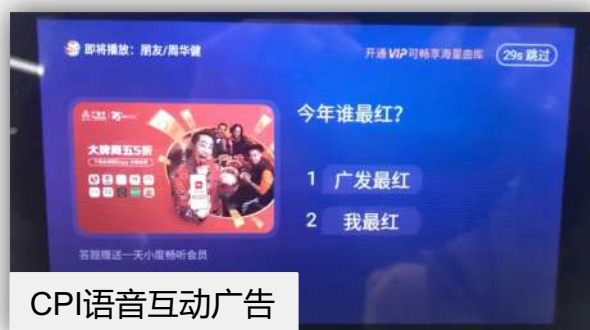 即将播放：朋友/周华健
开通VIP可畅享海量曲库
29s 跳过
大牌周五5折
今年谁最红？
1 广发最红
2 我最红
答题赠送一天小度畅听会员
CPI语音互动广告